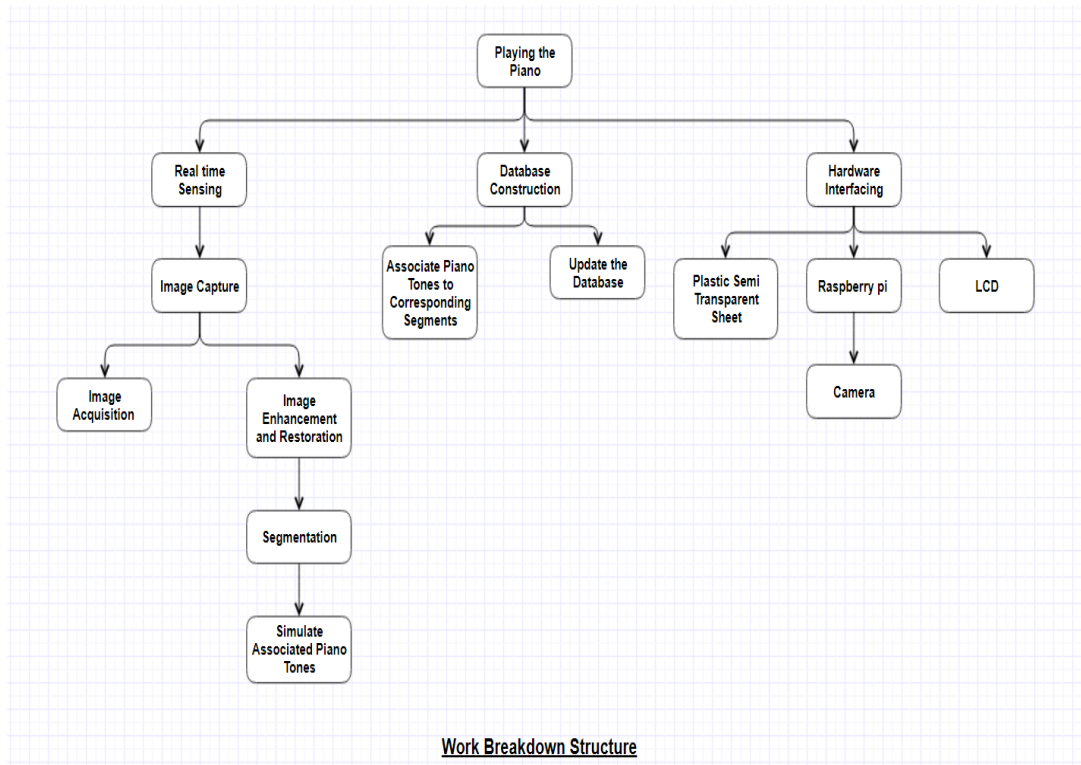 Playing the
Piano
Real time
Sensing
Database
Construction
Hardware
Interfacing
Image Capture
Associate Piano
Tones to
Corresponding
Segments
Update the
Database
Plastic Semi
Transparent
Sheet
Raspberry pi
LCD
Image
Acquisition
Image
Enhancement
and Restoration
Camera
Segmentation
Simulate
Associated Piano
Tones
Work Breakdown Structure